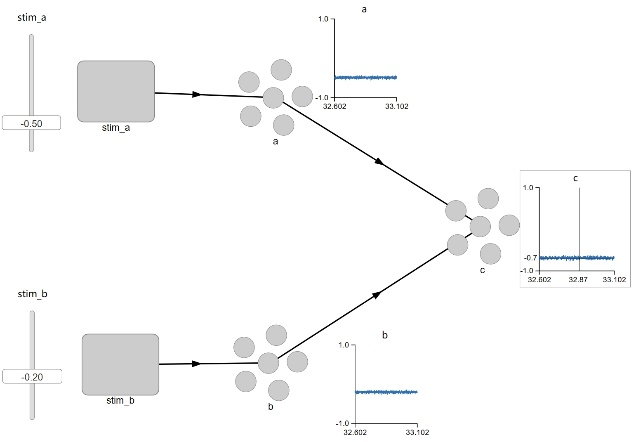 stim_a
-0.50
stim_a
a
a
1.0
-1.0
32.602
33.102
c
c
1.0
-0.7
-1.0
32.602
32.87
33.102
stim_b
-0.20
stim_b
b
b
1.0
-1.0
32.602
33.102